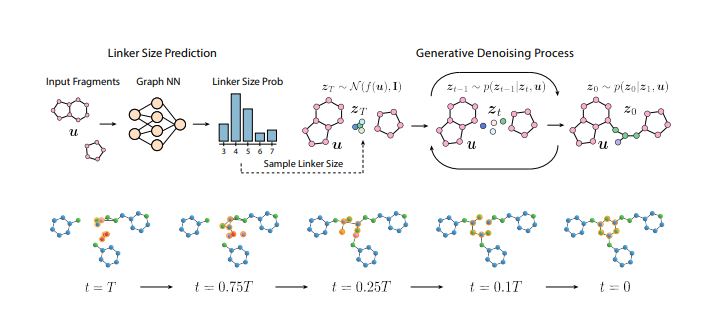 Linker Size Prediction
Generative Denoising Process
Input Fragments
Graph NN
Linker Size Prob
z_T ∼ N(f(u), I)
z_{t−1} ∼ p(z_{t−1}|z_t, u)
z_0 ∼ p(z_0|z_1, u)
z_T
z_t
z_0
u
u
u
u
3 4 5 6 7
Sample Linker Size
t = T
t = 0.75T
t = 0.25T
t = 0.1T
t = 0